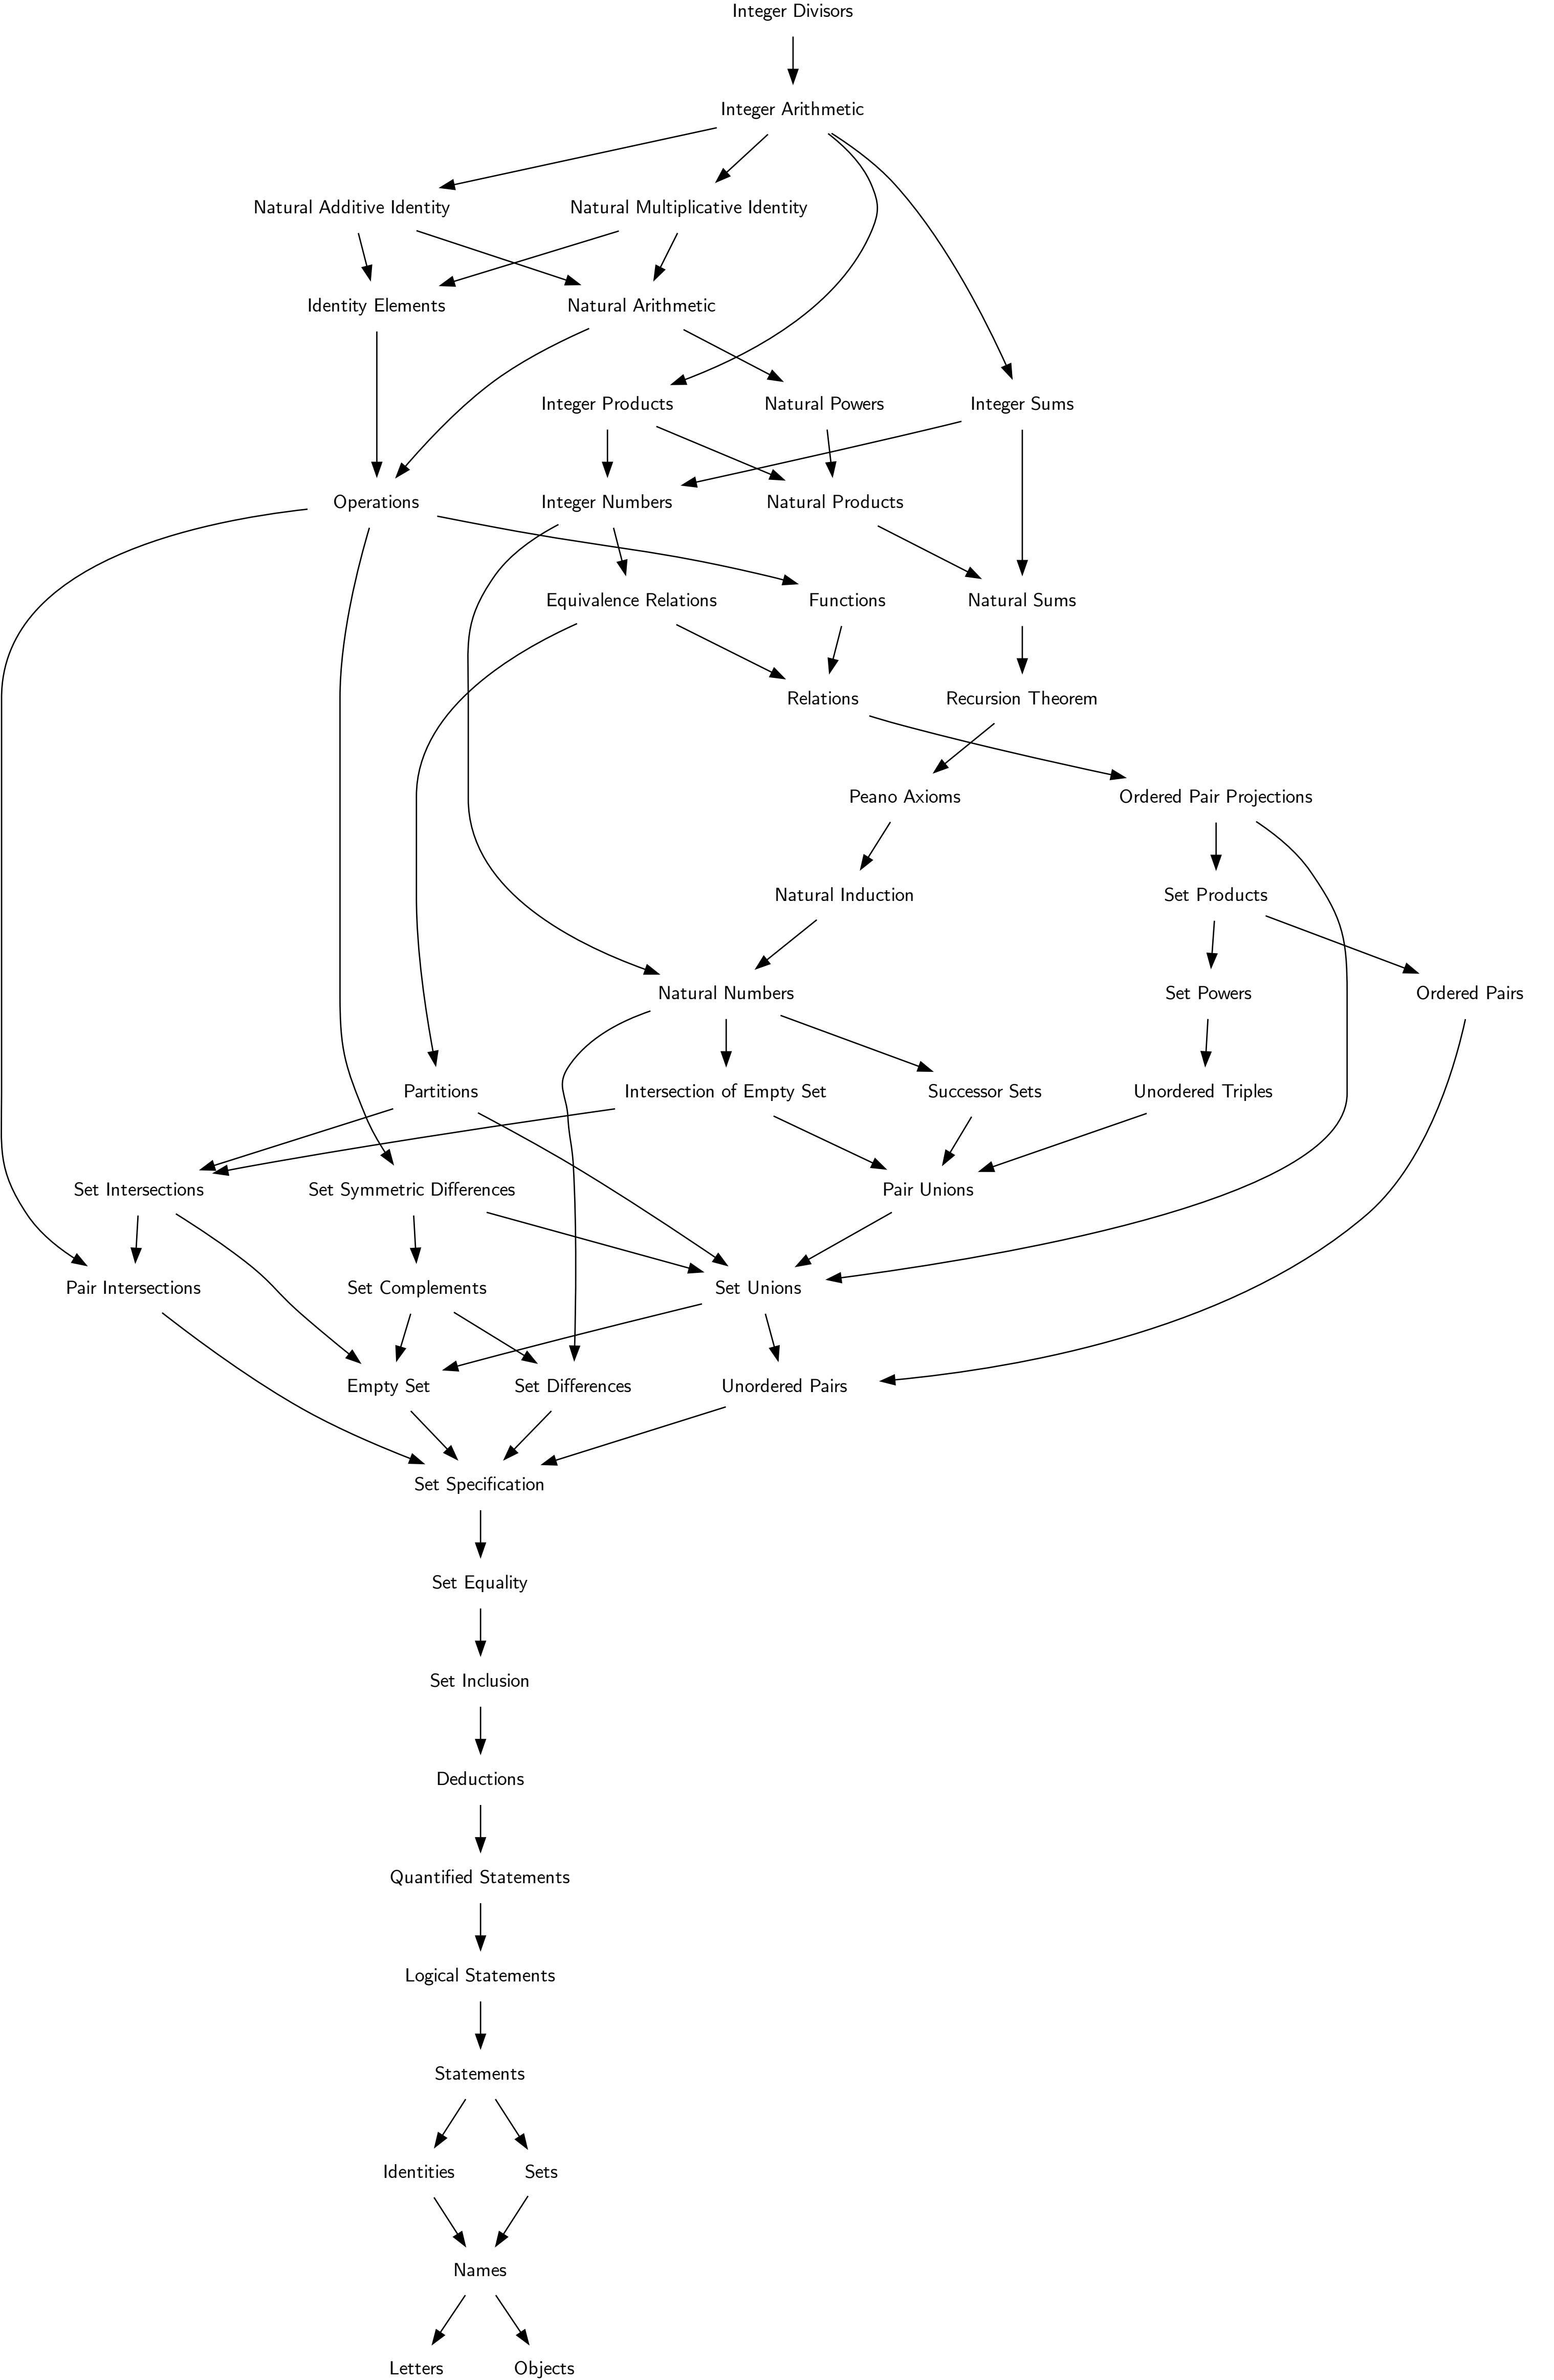 Integer Divisors
Integer Arithmetic
Natural Additive Identity
Natural Multiplicative Identity
Identity Elements
Natural Arithmetic
Integer Products
Natural Powers
Integer Sums
Operations
Integer Numbers
Natural Products
Equivalence Relations
Functions
Natural Sums
Relations
Recursion Theorem
Peano Axioms
Ordered Pair Projections
Natural Induction
Set Products
Natural Numbers
Set Powers
Ordered Pairs
Partitions
Intersection of Empty Set
Successor Sets
Unordered Triples
Set Intersections
Set Symmetric Differences
Pair Unions
Pair Intersections
Set Complements
Set Unions
Empty Set
Set Differences
Unordered Pairs
Set Specification
Set Equality
Set Inclusion
Deductions
Quantified Statements
Logical Statements
Statements
Identities
Sets
Names
Letters
Objects